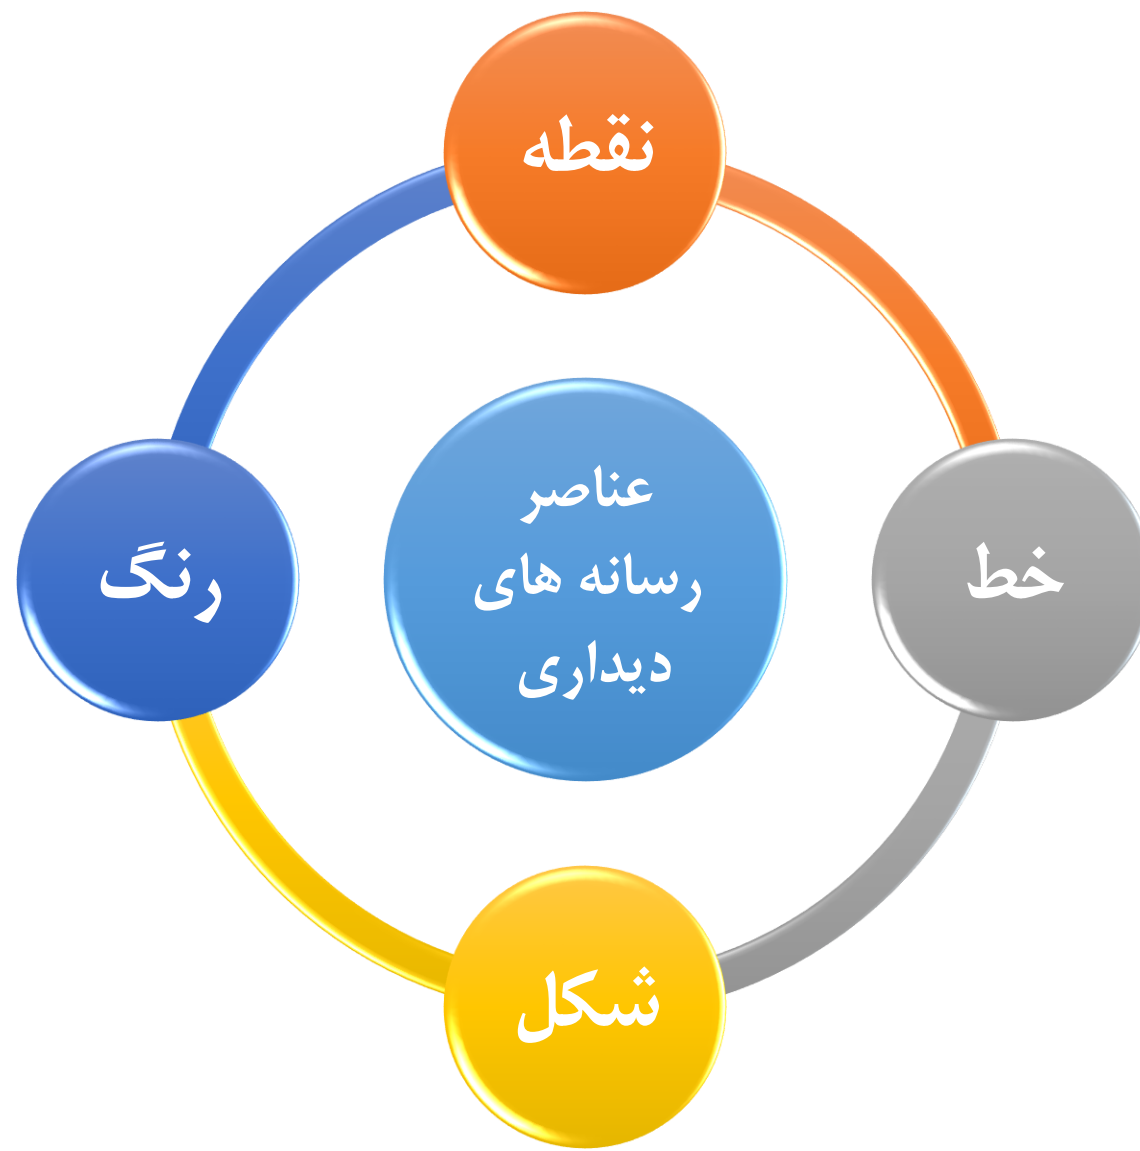 نقطه
عناصر
رسانه های
دیداری
خط
شکل
رنگ